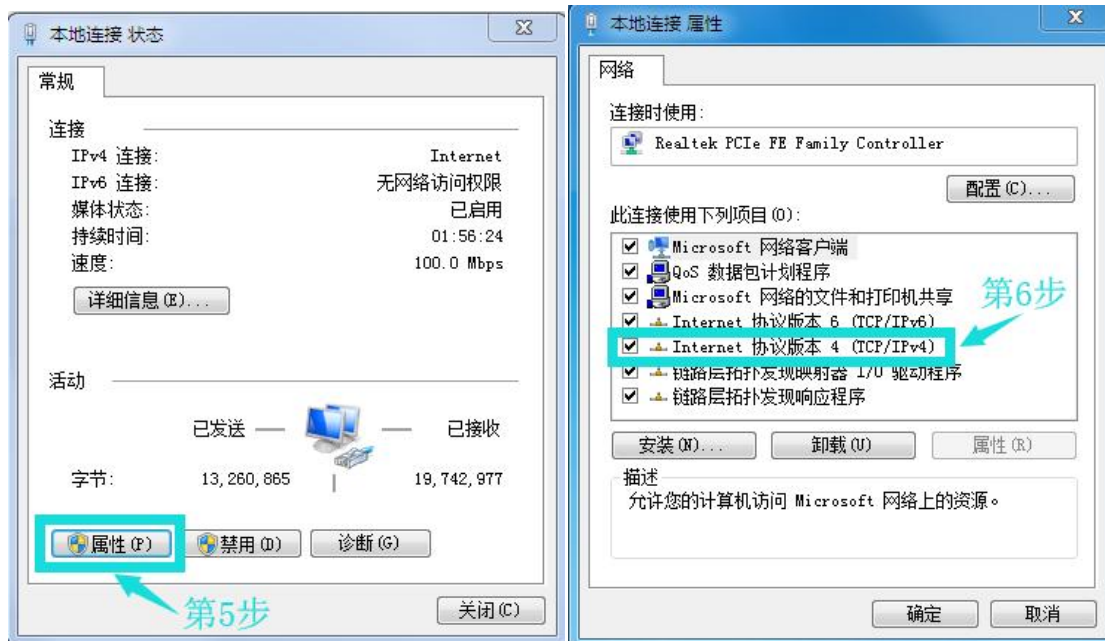 本地连接 状态
常规
连接
IPv4 连接: Internet
IPv6 连接: 无网络访问权限
媒体状态: 已启用
持续时间: 01:56:24
速度: 100.0 Mbps
详细信息(E)...
活动
已发送 — — 已接收
字节: 13,260,865 | 19,742,977
属性(P) 禁用(D) 诊断(G)
第5步
关闭(C)
本地连接 属性
网络
连接时使用:
Realtek PCIe FE Family Controller
配置(C)...
此连接使用下列项目(O):
Microsoft 网络客户端
QoS 数据包计划程序
Microsoft 网络的文件和打印机共享
第6步
Internet 协议版本 6 (TCP/IPv6)
Internet 协议版本 4 (TCP/IPv4)
链路层拓扑发现映射器 I/O 驱动程序
链路层拓扑发现响应程序
安装(N)... 卸载(U) 属性(R)
描述
允许您的计算机访问 Microsoft 网络上的资源。
确定 取消